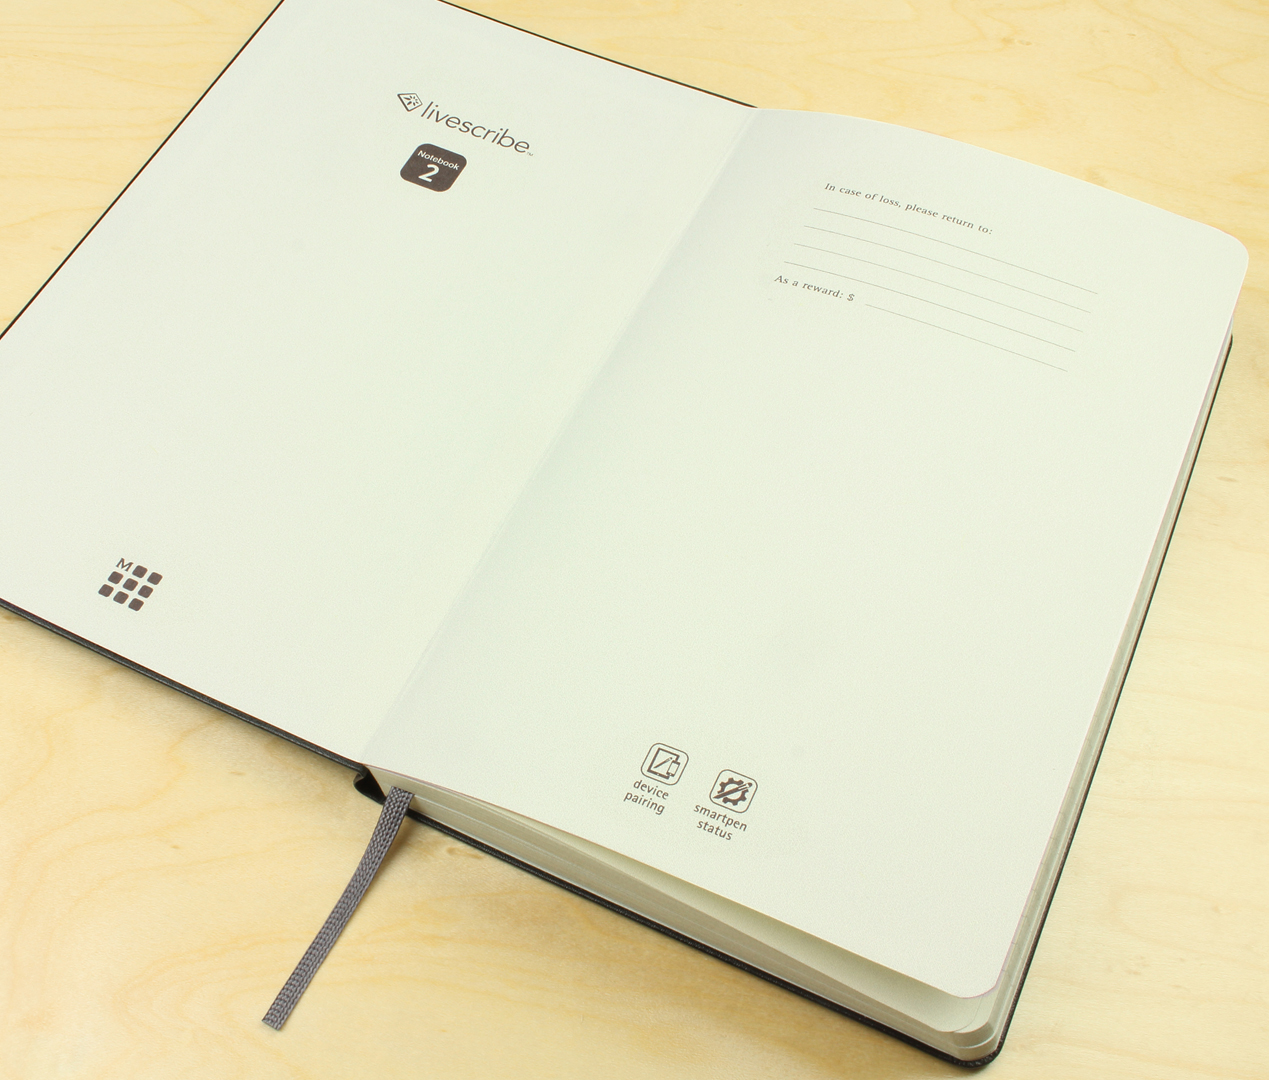 livescribe™
Notebook
2
M
In case of loss, please return to:
As a reward: $
device
pairing
smartpen
status